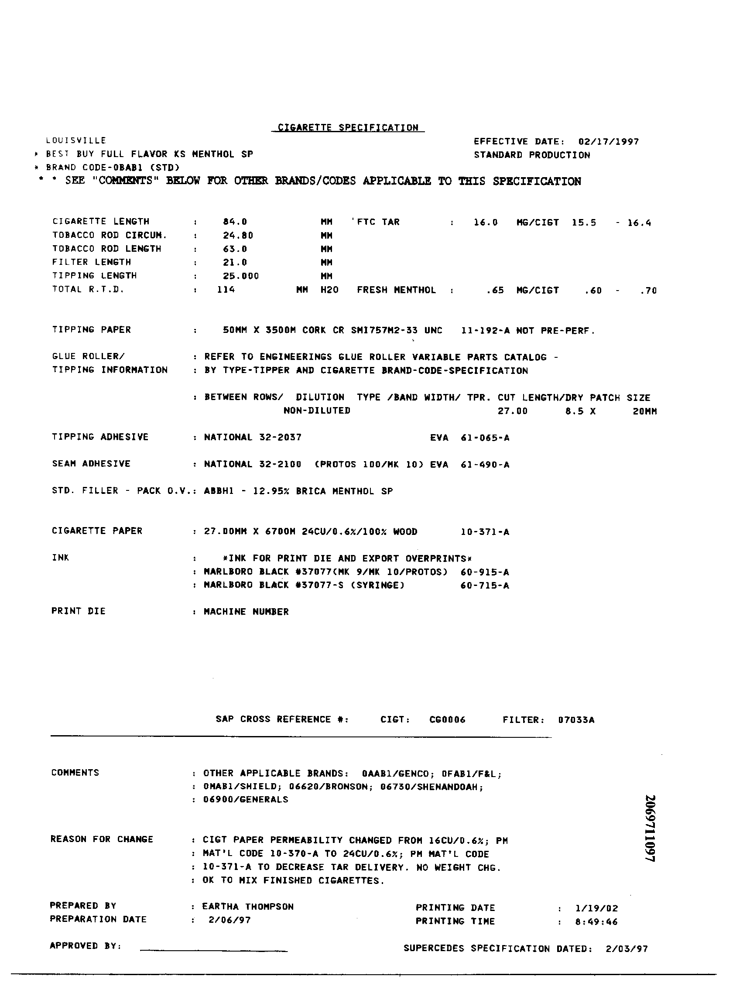 CIGARETTE SPECIFICATION
LOUISVILLE EFFECTIVE DATE: 02/17/1997
* BEST BUY FULL FLAVOR KS MENTHOL SP STANDARD PRODUCTION
* BRAND CODE-0BAB1 (STD)
* * SEE "COMMENTS" BELOW FOR OTHER BRANDS/CODES APPLICABLE TO THIS SPECIFICATION
CIGARETTE LENGTH : 84.0 MM FTC TAR : 16.0 MG/CIGT 15.5 - 16.4
TOBACCO ROD CIRCUM. : 24.80 MM
TOBACCO ROD LENGTH : 63.0 MM
FILTER LENGTH : 21.0 MM
TIPPING LENGTH : 25.000 MM
TOTAL R.T.D. : 114 MM H2O FRESH MENTHOL : .65 MG/CIGT .60 - .70
TIPPING PAPER : 50MM X 3500M CORK CR SM1757M2-33 UNC 11-192-A NOT PRE-PERF.
GLUE ROLLER/ : REFER TO ENGINEERINGS GLUE ROLLER VARIABLE PARTS CATALOG -
TIPPING INFORMATION : BY TYPE-TIPPER AND CIGARETTE BRAND-CODE-SPECIFICATION
: BETWEEN ROWS/ DILUTION TYPE /BAND WIDTH/ TPR. CUT LENGTH/DRY PATCH SIZE
NON-DILUTED 27.00 8.5 X 20MM
TIPPING ADHESIVE : NATIONAL 32-2037 EVA 61-065-A
SEAM ADHESIVE : NATIONAL 32-2100 (PROTOS 100/MK 10) EVA 61-490-A
STD. FILLER - PACK O.V.: ABBH1 - 12.95% BRICA MENTHOL SP
CIGARETTE PAPER : 27.00MM X 6700M 24CU/0.6%/100% WOOD 10-371-A
INK : *INK FOR PRINT DIE AND EXPORT OVERPRINTS*
: MARLBORO BLACK #37077(MK 9/MK 10/PROTOS) 60-915-A
: MARLBORO BLACK #37077-S (SYRINGE) 60-715-A
PRINT DIE : MACHINE NUMBER
SAP CROSS REFERENCE #: CIGT: CG0006 FILTER: 07033A
COMMENTS : OTHER APPLICABLE BRANDS: 0AAB1/GENCO; 0FAB1/F&L;
: 0MAB1/SHIELD; 06620/BRONSON; 06730/SHENANDOAH;
: 06900/GENERALS
REASON FOR CHANGE : CIGT PAPER PERMEABILITY CHANGED FROM 16CU/0.6%; PM
: MAT'L CODE 10-370-A TO 24CU/0.6%; PM MAT'L CODE
: 10-371-A TO DECREASE TAR DELIVERY. NO WEIGHT CHG.
: OK TO MIX FINISHED CIGARETTES.
2069711097
PREPARED BY : EARTHA THOMPSON PRINTING DATE : 1/19/02
PREPARATION DATE : 2/06/97 PRINTING TIME : 8:49:46
APPROVED BY: SUPERCEDES SPECIFICATION DATED: 2/03/97